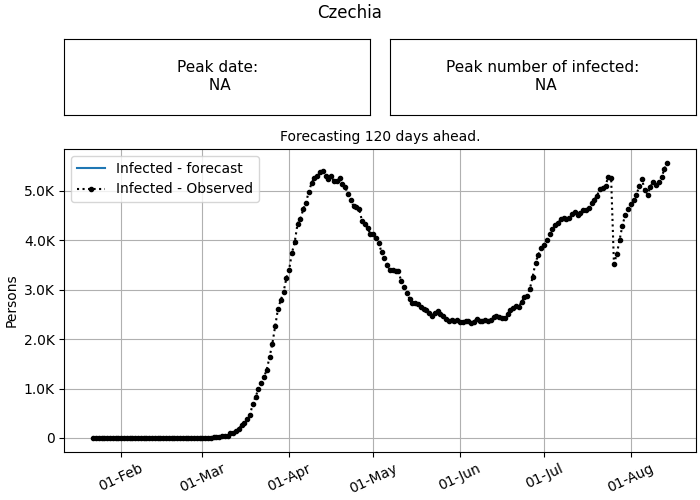 Czechia
Peak date:
NA
Peak number of infected:
NA
Forecasting 120 days ahead.
Infected - forecast
Infected - Observed
5.0K
4.0K
3.0K
2.0K
1.0K
0
Persons
01-Feb
01-Mar
01-Apr
01-May
01-Jun
01-Jul
01-Aug